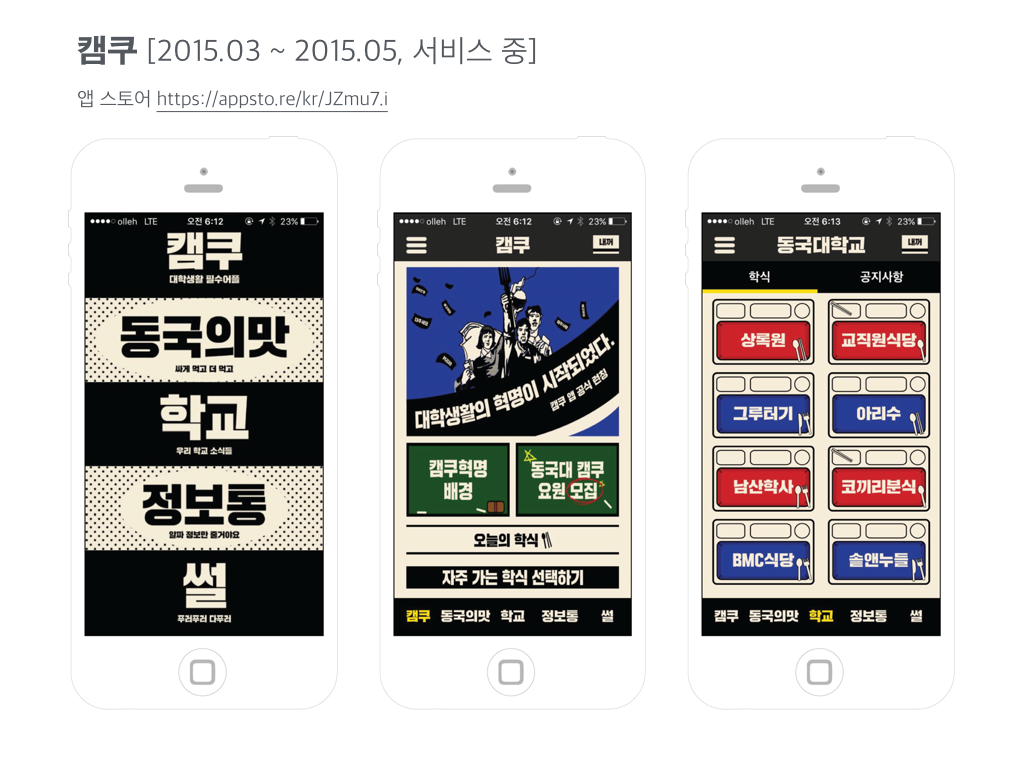 캠쿠 [2015.03 ~ 2015.05, 서비스 중]
앱 스토어 https://appsto.re/kr/JZmu7.i
olleh LTE 오전 6:12 23%
캠쿠
대학생활 필수어플
동국의맛
싸게 먹고 더 먹고
학교
우리 학교 소식들
정보통
알짜 정보만 줄거야요
썰
푸러푸러 다푸러
olleh LTE 오전 6:12 23%
캠쿠 내꺼
대학생활의 혁명이 시작되었다.
캠쿠 앱 공식 런칭
캠쿠혁명
배경
동국대 캠쿠
요원 모집
오늘의 학식
자주 가는 학식 선택하기
캠쿠 동국의맛 학교 정보통 썰
olleh LTE 오전 6:13 23%
동국대학교 내꺼
학식 공지사항
상록원 교직원식당
그루터기 아리수
남산학사 코끼리분식
BMC식당 솥앤누들
캠쿠 동국의맛 학교 정보통 썰